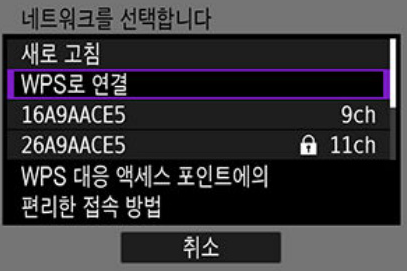 네트워크를 선택합니다
새로 고침
WPS로 연결
16A9AACE5 9ch
26A9AACE5 11ch
WPS 대응 액세스 포인트에의
편리한 접속 방법
취소